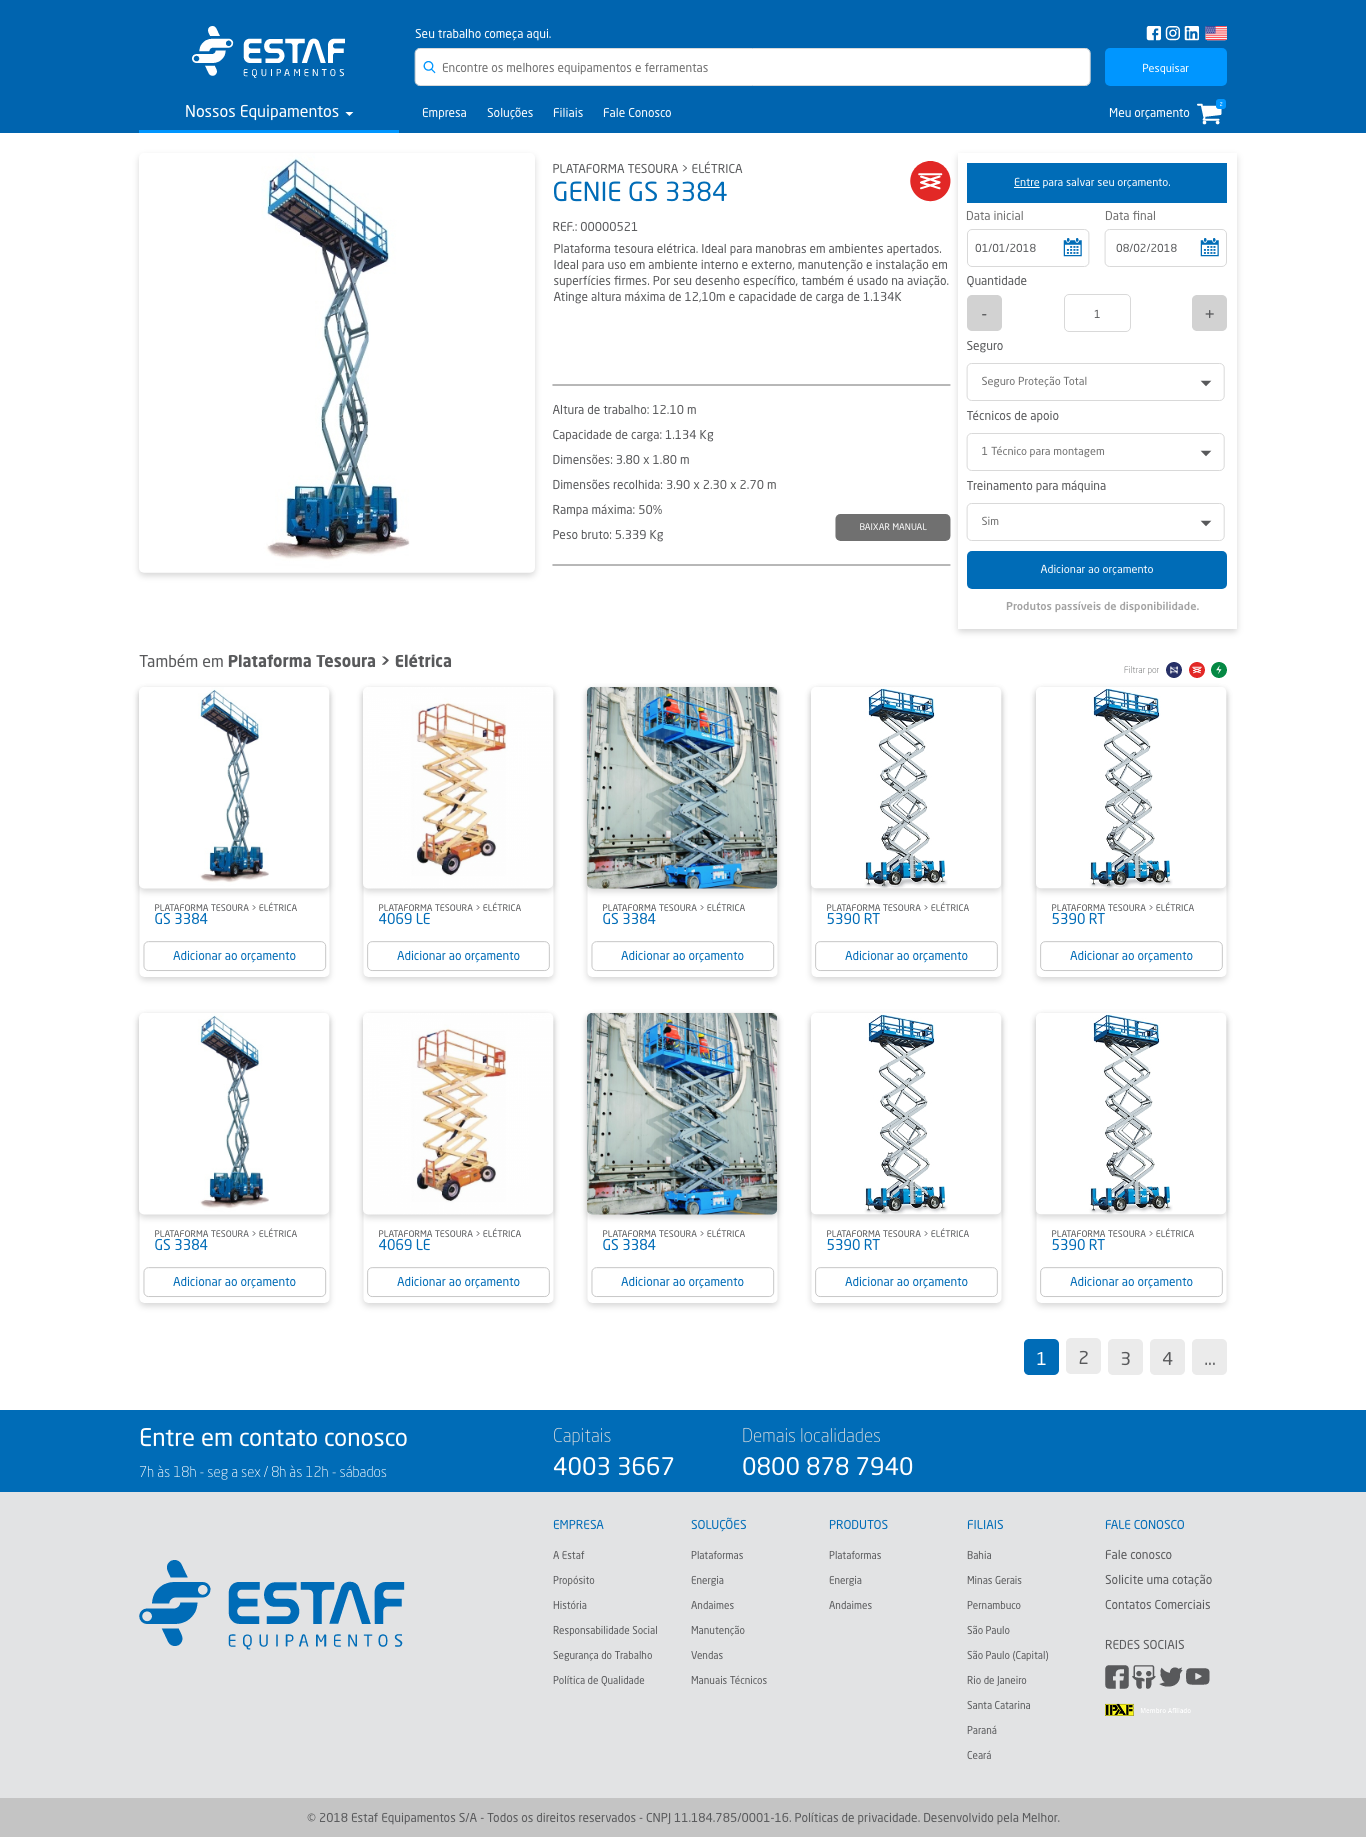 Seu trabalho começa aqui.
ESTAF
EQUIPAMENTOS
Encontre os melhores equipamentos e ferramentas
Pesquisar
Nossos Equipamentos
Empresa Soluções Filiais Fale Conosco
Meu orçamento
2
PLATAFORMA TESOURA > ELÉTRICA
GENIE GS 3384
REF.: 00000521
Plataforma tesoura elétrica. Ideal para manobras em ambientes apertados.
Ideal para uso em ambiente interno e externo, manutenção e instalação em
superfícies firmes. Por seu desenho específico, também é usado na aviação.
Atinge altura máxima de 12,10m e capacidade de carga de 1.134K
Altura de trabalho: 12.10 m
Capacidade de carga: 1.134 Kg
Dimensões: 3.80 x 1.80 m
Dimensões recolhida: 3.90 x 2.30 x 2.70 m
Rampa máxima: 50%
Peso bruto: 5.339 Kg
BAIXAR MANUAL
Entre para salvar seu orçamento.
Data inicial Data final
01/01/2018 08/02/2018
Quantidade
- 1 +
Seguro
Seguro Proteção Total
Técnicos de apoio
1 Técnico para montagem
Treinamento para máquina
Sim
Adicionar ao orçamento
Produtos passíveis de disponibilidade.
Também em Plataforma Tesoura > Elétrica
Filtrar por
PLATAFORMA TESOURA > ELÉTRICA PLATAFORMA TESOURA > ELÉTRICA PLATAFORMA TESOURA > ELÉTRICA PLATAFORMA TESOURA > ELÉTRICA PLATAFORMA TESOURA > ELÉTRICA
GS 3384 4069 LE GS 3384 5390 RT 5390 RT
Adicionar ao orçamento Adicionar ao orçamento Adicionar ao orçamento Adicionar ao orçamento Adicionar ao orçamento
PLATAFORMA TESOURA > ELÉTRICA PLATAFORMA TESOURA > ELÉTRICA PLATAFORMA TESOURA > ELÉTRICA PLATAFORMA TESOURA > ELÉTRICA PLATAFORMA TESOURA > ELÉTRICA
GS 3384 4069 LE GS 3384 5390 RT 5390 RT
Adicionar ao orçamento Adicionar ao orçamento Adicionar ao orçamento Adicionar ao orçamento Adicionar ao orçamento
1 2 3 4 ...
Entre em contato conosco
7h às 18h - seg a sex / 8h às 12h - sábados
Capitais
4003 3667
Demais localidades
0800 878 7940
ESTAF
EQUIPAMENTOS
EMPRESA
A Estaf
Propósito
História
Responsabilidade Social
Segurança do Trabalho
Política de Qualidade
SOLUÇÕES
Plataformas
Energia
Andaimes
Manutenção
Vendas
Manuais Técnicos
PRODUTOS
Plataformas
Energia
Andaimes
FILIAIS
Bahia
Minas Gerais
Pernambuco
São Paulo
São Paulo (Capital)
Rio de Janeiro
Santa Catarina
Paraná
Ceará
FALE CONOSCO
Fale conosco
Solicite uma cotação
Contatos Comerciais
REDES SOCIAIS
IPAF Membro Afiliado
© 2018 Estaf Equipamentos S/A - Todos os direitos reservados - CNPJ 11.184.785/0001-16. Políticas de privacidade. Desenvolvido pela Melhor.